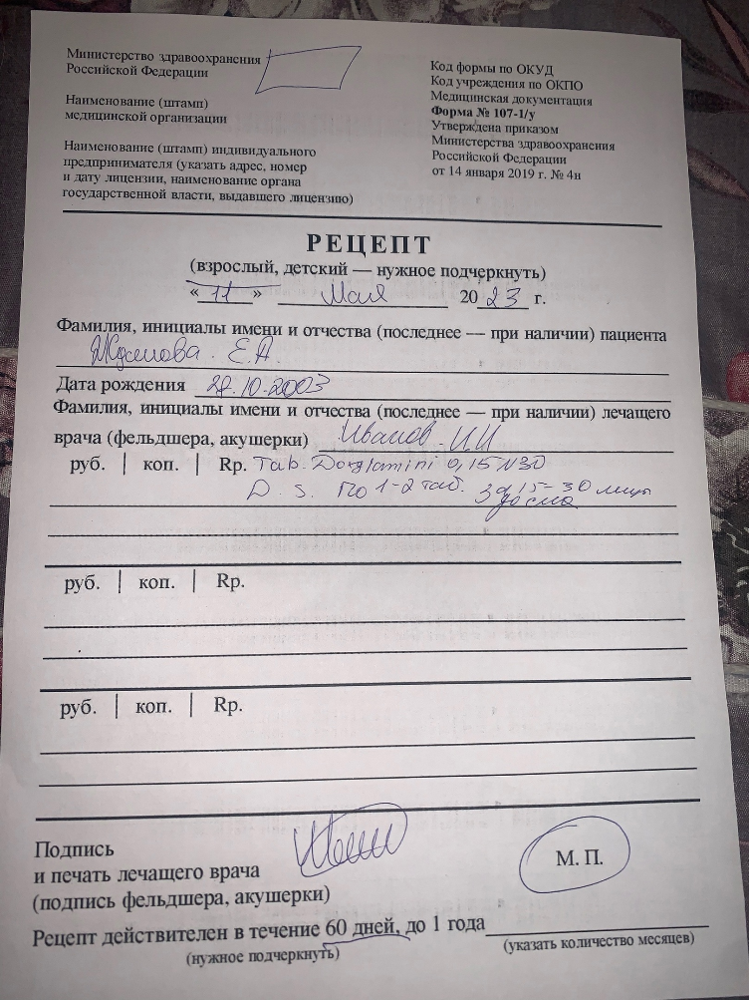 Министерство здравоохранения
Российской Федерации
Наименование (штамп)
медицинской организации
Наименование (штамп) индивидуального
предпринимателя (указать адрес, номер
и дату лицензии, наименование органа
государственной власти, выдавшего лицензию)
Код формы по ОКУД
Код учреждения по ОКПО
Медицинская документация
Форма № 107-1/у
Утверждена приказом
Министерства здравоохранения
Российской Федерации
от 14 января 2019 г. № 4н
РЕЦЕПТ
(взрослый, детский — нужное подчеркнуть)
« 11 » Мая 20 23 г.
Фамилия, инициалы имени и отчества (последнее — при наличии) пациента
Е.А.
Дата рождения 27.10.2003
Фамилия, инициалы имени и отчества (последнее — при наличии) лечащего
врача (фельдшера, акушерки) Иванов И.И
руб. | коп. | Rp. Tab. Doxylamini 0,15 N30
D. S. По 1-2 таб. за 15-30 мин
до сна
руб. | коп. | Rp.
руб. | коп. | Rp.
Подпись
и печать лечащего врача
(подпись фельдшера, акушерки)
М. П.
Рецепт действителен в течение 60 дней, до 1 года
(нужное подчеркнуть)
(указать количество месяцев)